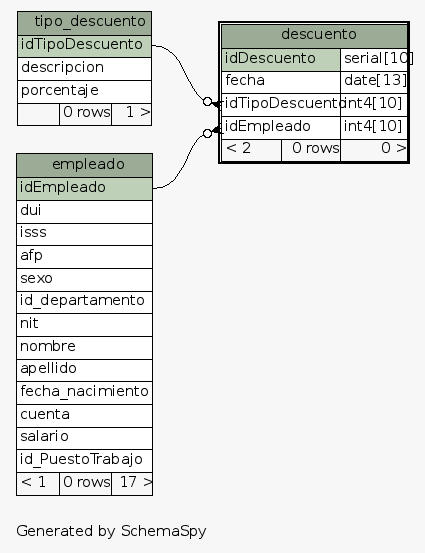 tipo_descuento
idTipoDescuento
descripcion
porcentaje
0 rows 1 >
descuento
idDescuento serial[10]
fecha date[13]
idTipoDescuento int4[10]
idEmpleado int4[10]
< 2 0 rows 0 >
empleado
idEmpleado
dui
isss
afp
sexo
id_departamento
nit
nombre
apellido
fecha_nacimiento
cuenta
salario
id_PuestoTrabajo
< 1 0 rows 17 >
Generated by SchemaSpy